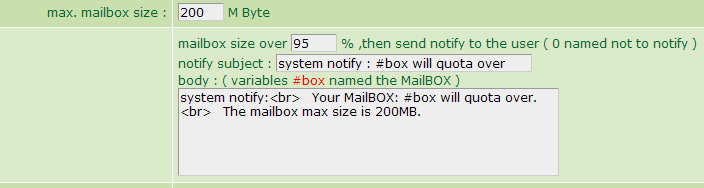 max. mailbox size : 200 M Byte
mailbox size over 95 % ,then send notify to the user ( 0 named not to notify )
notify subject : system notify : #box will quota over
body : ( variables #box named the MailBOX )
system notify:<br>   Your MailBOX: #box will quota over.
<br>   The mailbox max size is 200MB.